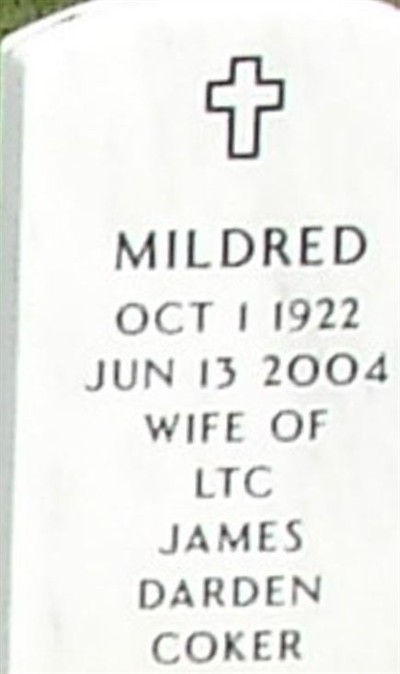 MILDRED
OCT 1 1922
JUN 13 2004
WIFE OF
LTC
JAMES
DARDEN
COKER